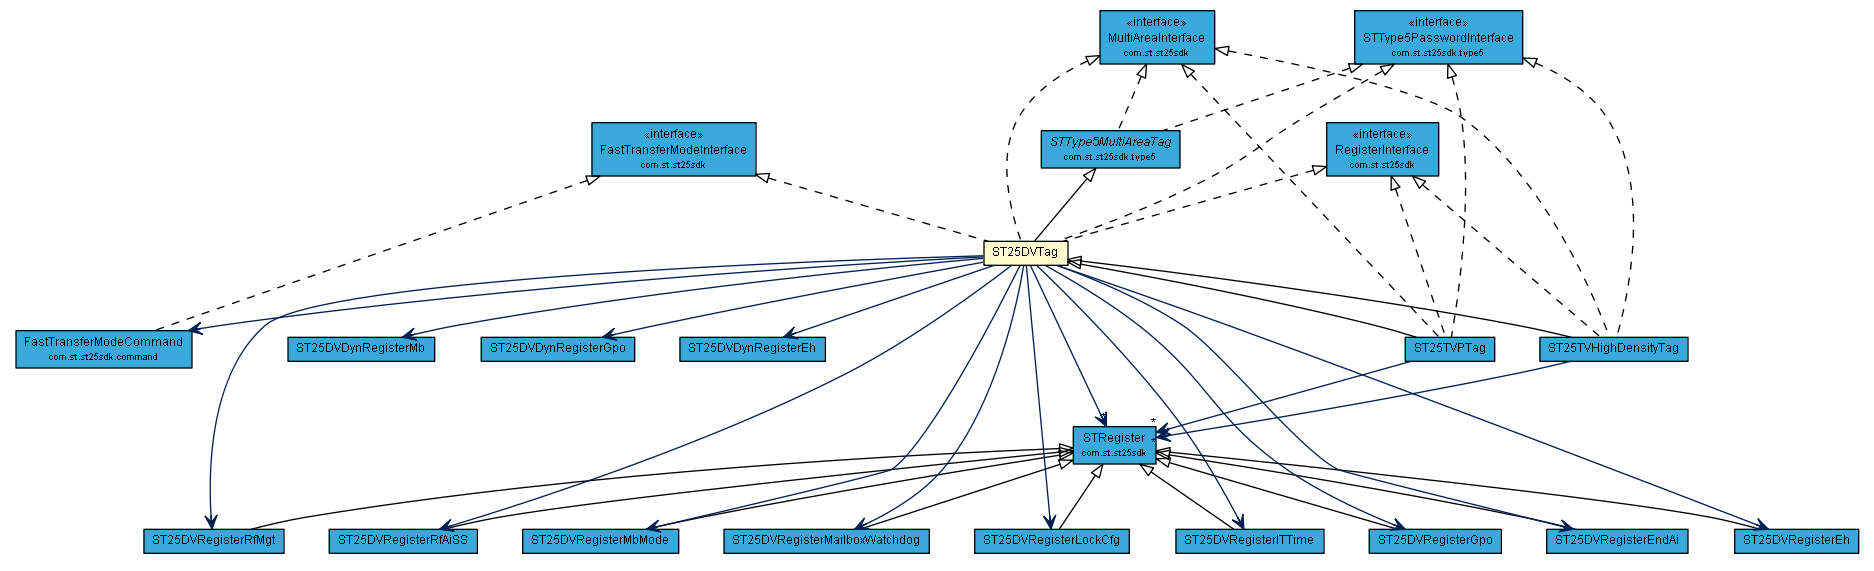 «interface»
MultiAreaInterface
com.st.st25sdk
«interface»
STType5PasswordInterface
com.st.st25sdk.type5
«interface»
FastTransferModeInterface
com.st.st25sdk
STType5MultiAreaTag
com.st.st25sdk.type5
«interface»
RegisterInterface
com.st.st25sdk
ST25DVTag
FastTransferModeCommand
com.st.st25sdk.command
ST25DVDynRegisterMb
ST25DVDynRegisterGpo
ST25DVDynRegisterEh
ST25TVPTag
ST25TVHighDensityTag
*
*
STRegister
com.st.st25sdk
ST25DVRegisterRfMgt
ST25DVRegisterRfAiSS
ST25DVRegisterMbMode
ST25DVRegisterMailboxWatchdog
ST25DVRegisterLockCfg
ST25DVRegisterITTime
ST25DVRegisterGpo
ST25DVRegisterEndAi
ST25DVRegisterEh